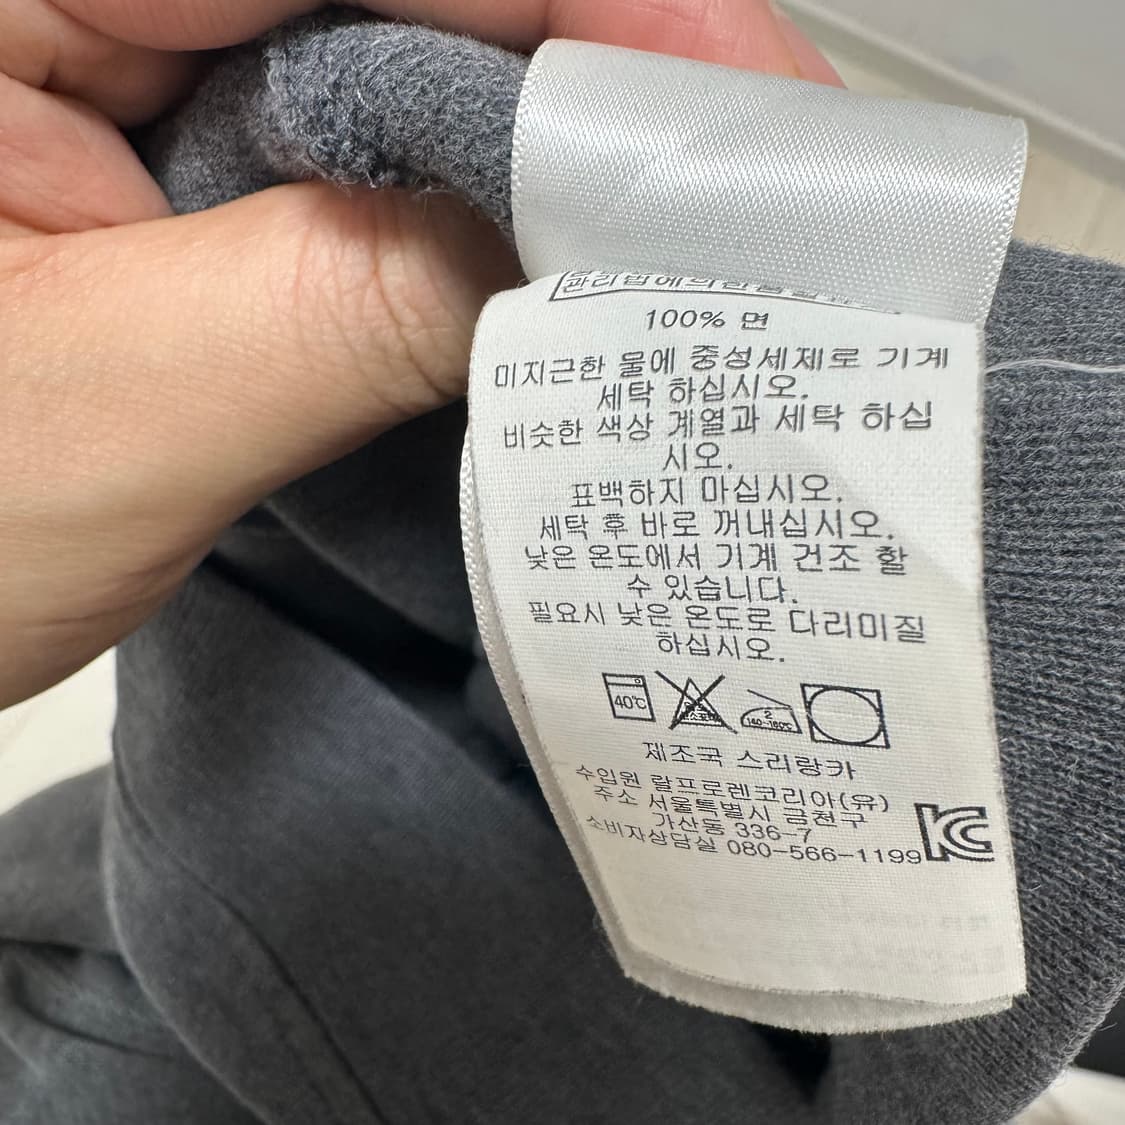 100% 면
미지근한 물에 중성세제로 기계
세탁 하십시오.
비슷한 색상 계열과 세탁 하십
시오.
표백하지 마십시오.
세탁 후 바로 꺼내십시오.
낮은 온도에서 기계 건조 할
수 있습니다.
필요시 낮은 온도로 다리미질
하십시오.
40℃
2
140~160℃
제조국 스리랑카
수입원 랄프로렌코리아(유)
주소 서울특별시 금천구
가산동 336-7
소비자상담실 080-566-1199
KC